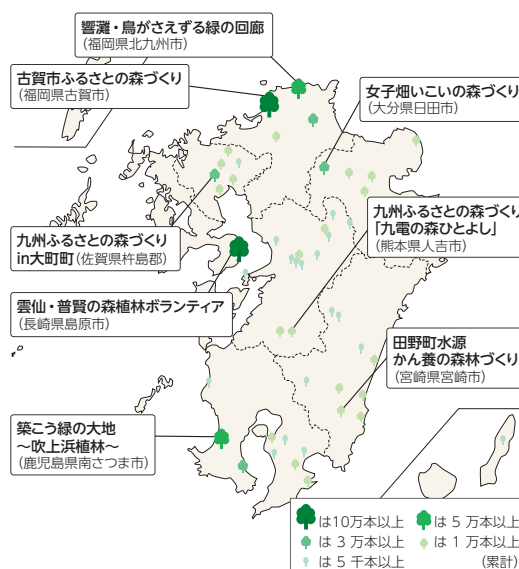 響灘・鳥がさえずる緑の回廊
(福岡県北九州市)
古賀市ふるさとの森づくり
(福岡県古賀市)
女子畑いこいの森づくり
(大分県日田市)
九州ふるさとの森づくり
in大町町(佐賀県杵島郡)
九州ふるさとの森づくり
「九電の森ひとよし」
(熊本県人吉市)
雲仙・普賢の森植林ボランティア
(長崎県島原市)
田野町水源
かん養の森林づくり
(宮崎県宮崎市)
築こう緑の大地
〜吹上浜植林〜
(鹿児島県南さつま市)
は10万本以上
は 5 万本以上
は 3 万本以上
は 1 万本以上
は 5 千本以上
(累計)